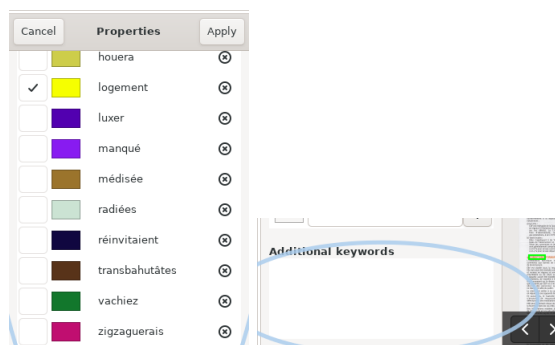 Cancel Properties Apply
houera
logement
luxer
manqué
médisée
radiées
réinvitaient
transbahutâtes
vachiez
zigzaguerais
Additional keywords